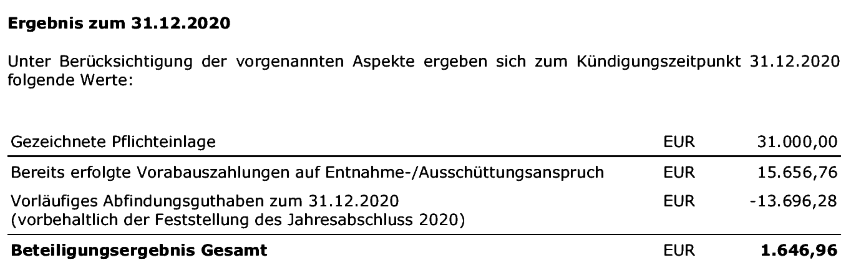 Ergebnis zum 31.12.2020
Unter Berücksichtigung der vorgenannten Aspekte ergeben sich zum Kündigungszeitpunkt 31.12.2020
folgende Werte:
Gezeichnete Pflichteinlage EUR 31.000,00
Bereits erfolgte Vorabauszahlungen auf Entnahme-/Ausschüttungsanspruch EUR 15.656,76
Vorläufiges Abfindungsguthaben zum 31.12.2020 EUR -13.696,28
(vorbehaltlich der Feststellung des Jahresabschluss 2020)
Beteiligungsergebnis Gesamt EUR 1.646,96